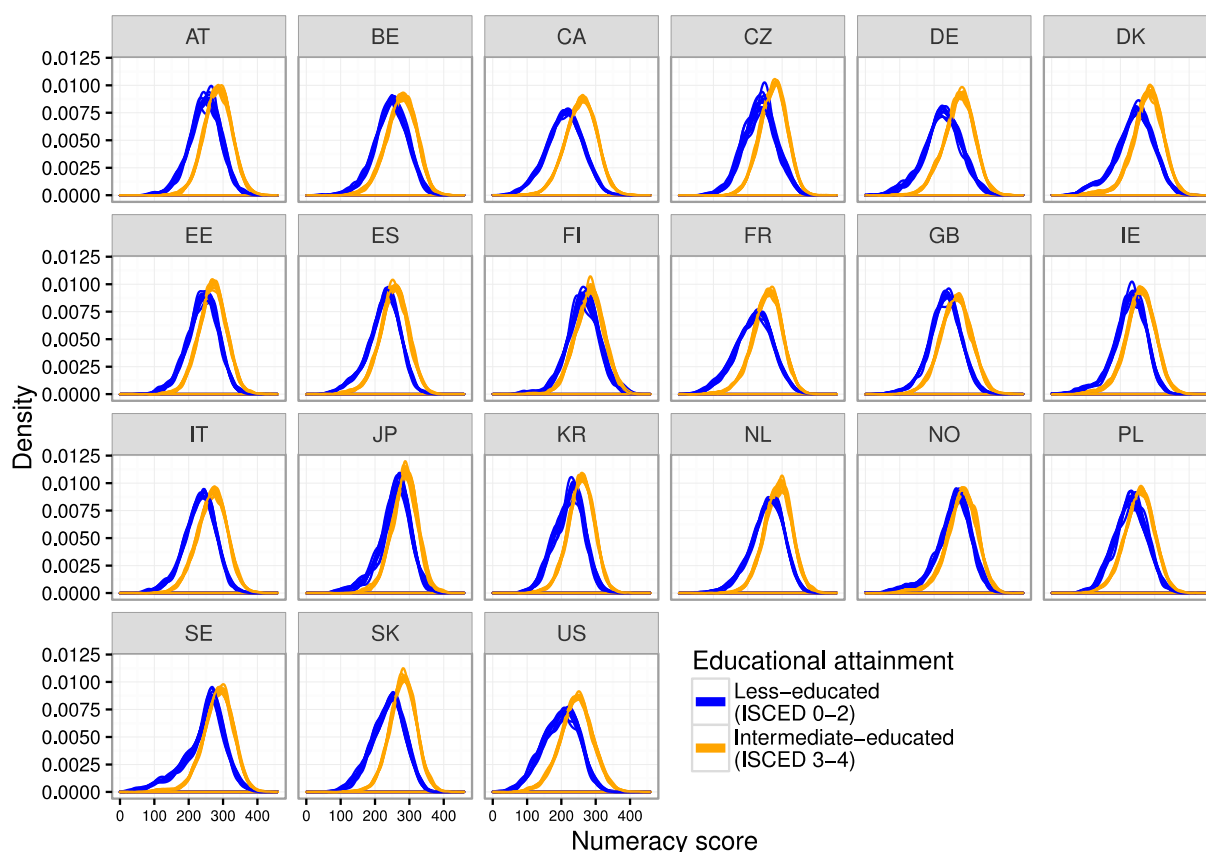 AT BE CA CZ DE DK
0.0125
0.0100
0.0075
0.0050
0.0025
0.0000
EE ES FI FR GB IE
0.0125
0.0100
0.0075
0.0050
0.0025
0.0000
Density
IT JP KR NL NO PL
0.0125
0.0100
0.0075
0.0050
0.0025
0.0000
SE SK US
0.0125
0.0100
0.0075
0.0050
0.0025
0.0000
0 100 200 300 400 0 100 200 300 400 0 100 200 300 400
Numeracy score
Educational attainment
Less−educated
(ISCED 0−2)
Intermediate−educated
(ISCED 3−4)